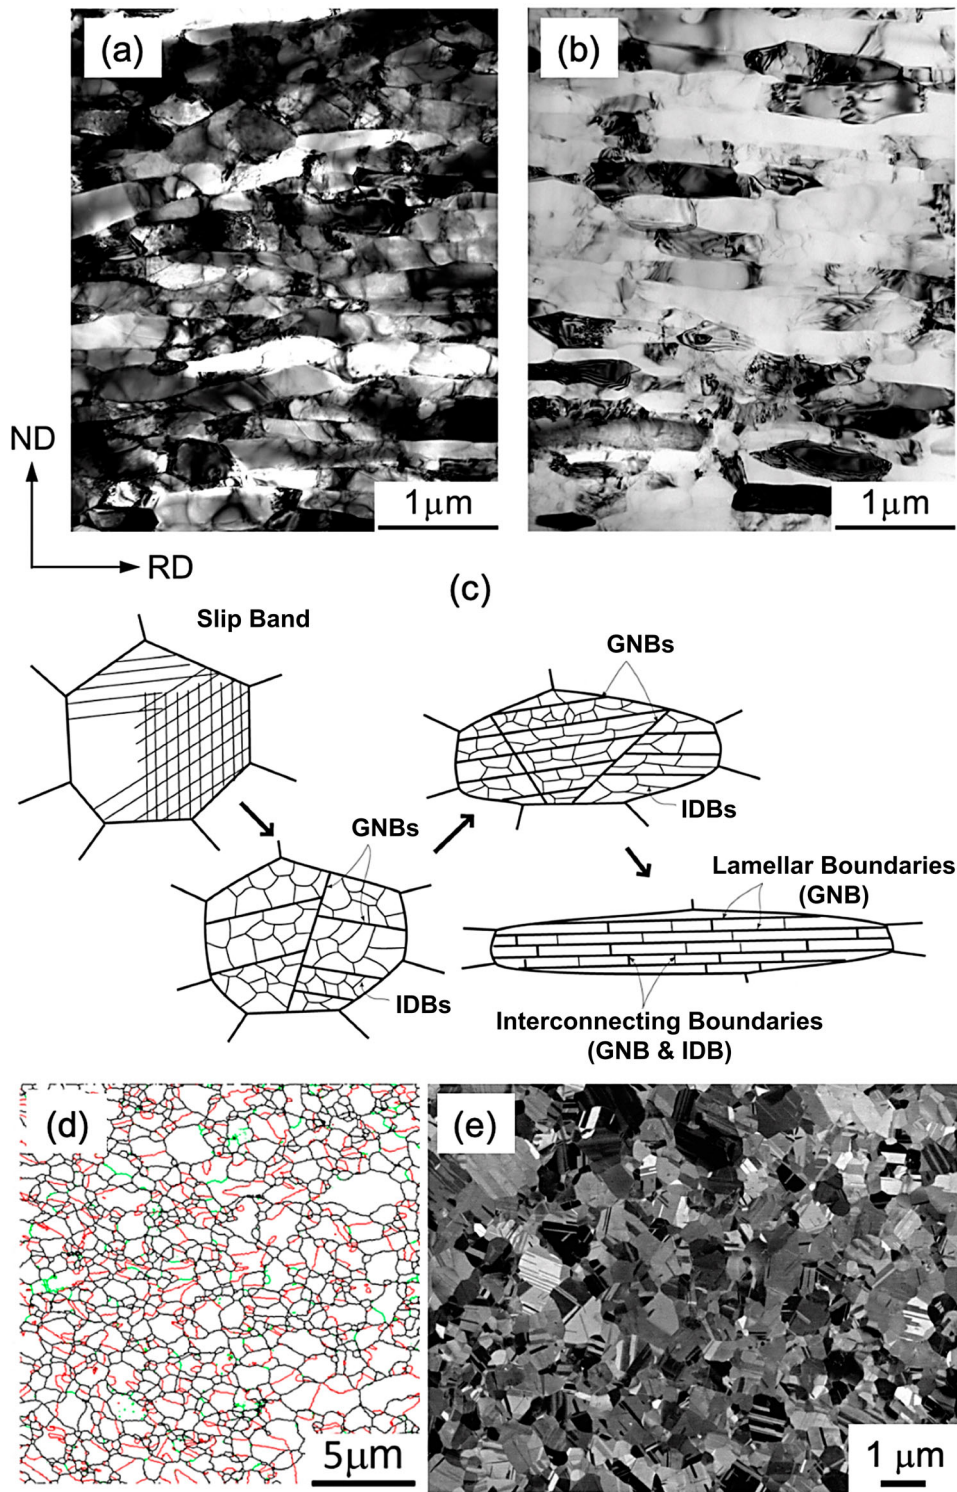 (a)
(b)
1μm
1μm
ND
RD
(c)
Slip Band
GNBs
IDBs
GNBs
IDBs
Lamellar Boundaries
(GNB)
Interconnecting Boundaries
(GNB & IDB)
(d)
(e)
5μm
1 μm